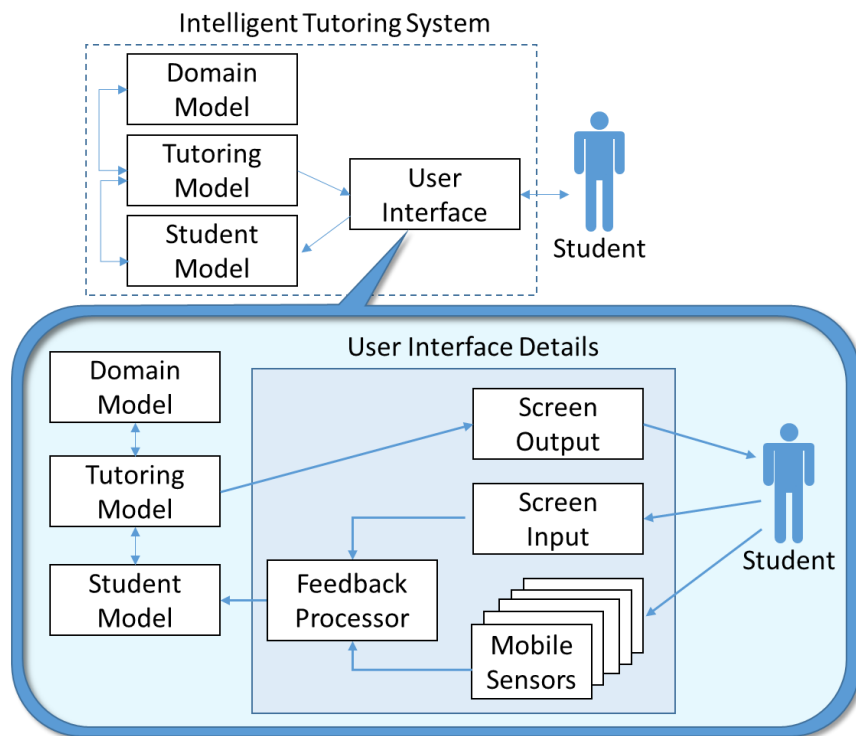 Intelligent Tutoring System
Domain
Model
Tutoring
Model
Student
Model
User
Interface
Student
User Interface Details
Domain
Model
Tutoring
Model
Student
Model
Screen
Output
Screen
Input
Feedback
Processor
Mobile
Sensors
Student